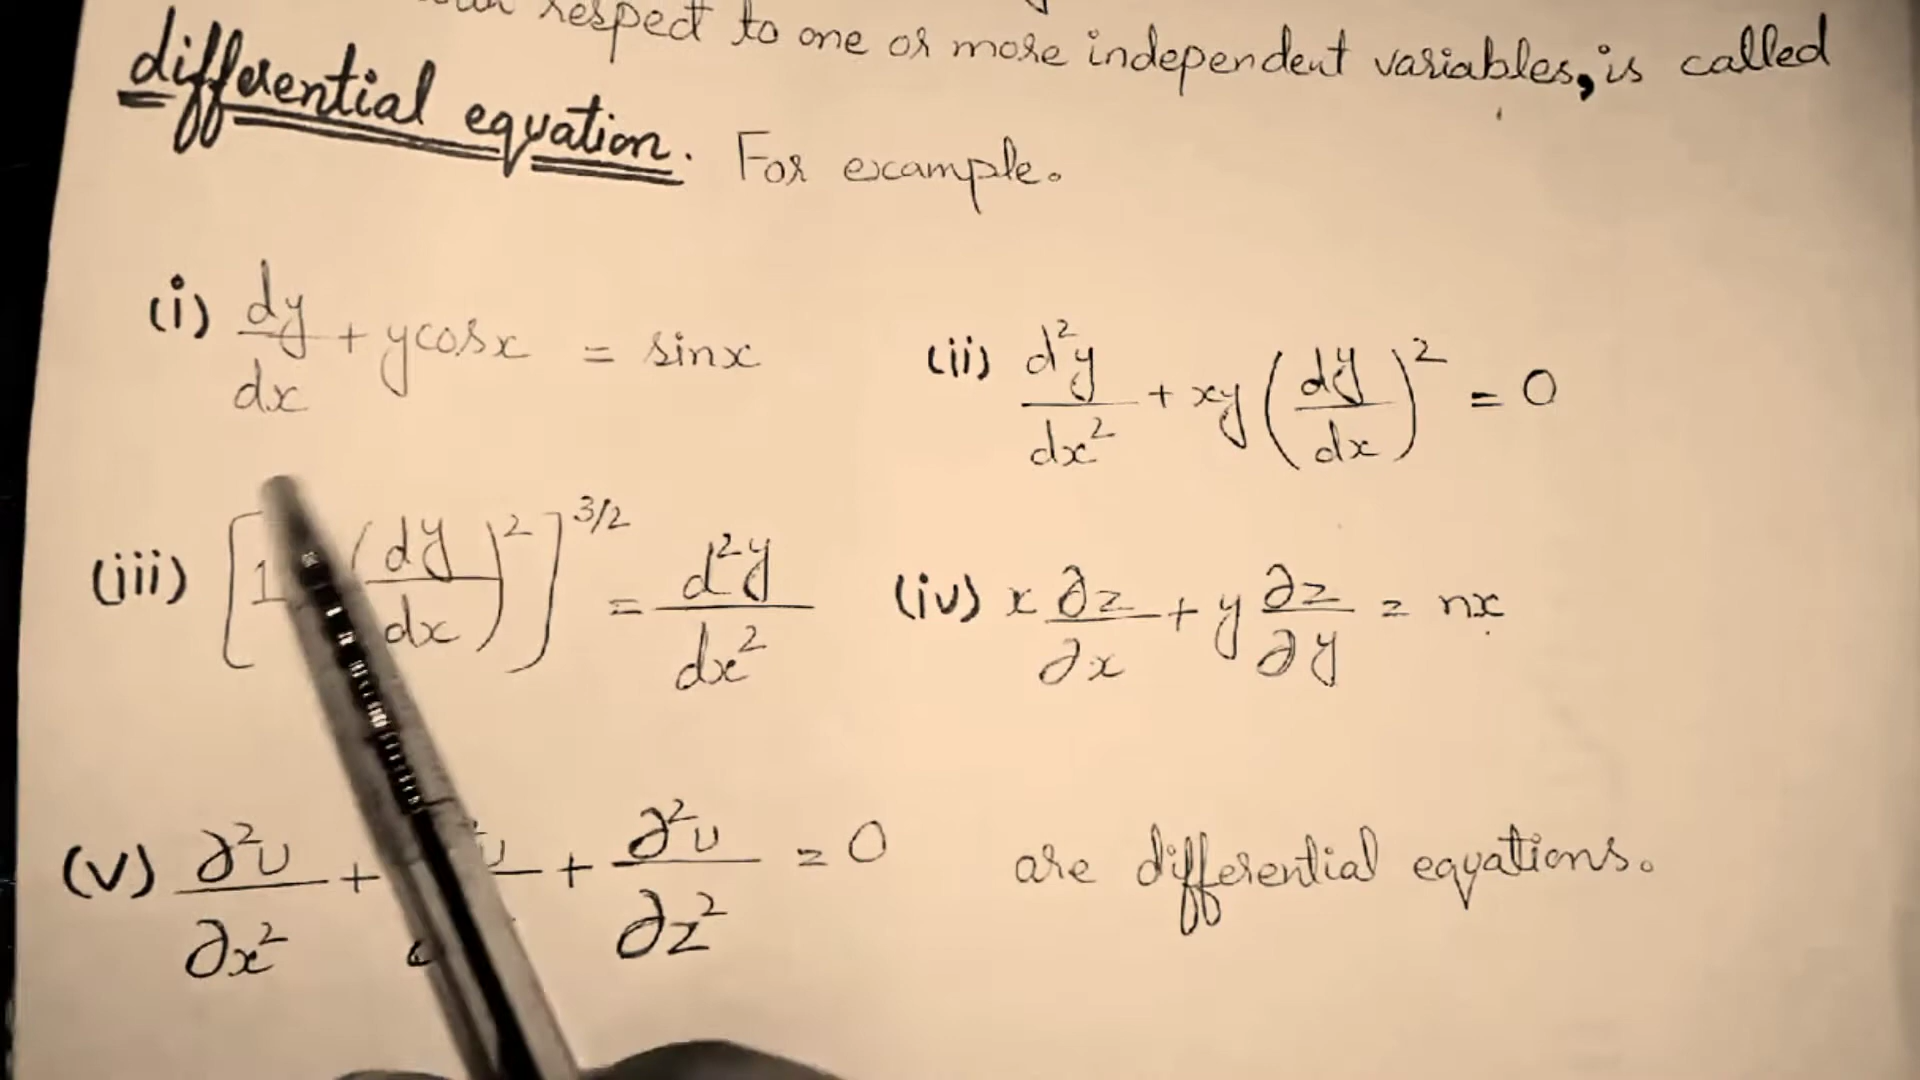 respect to one or more independent variables, is called
differential equation. For example.
(i) dy/dx + ycosx = sinx
(ii) d²y/dx² + xy(dy/dx)² = 0
(iii) [1 (dy/dx)²]^3/2 = d²y/dx²
(iv) x ∂z/∂x + y ∂z/∂y = nx
(v) ∂²u/∂x² + + ∂²u/∂z² = 0
are differential equations.